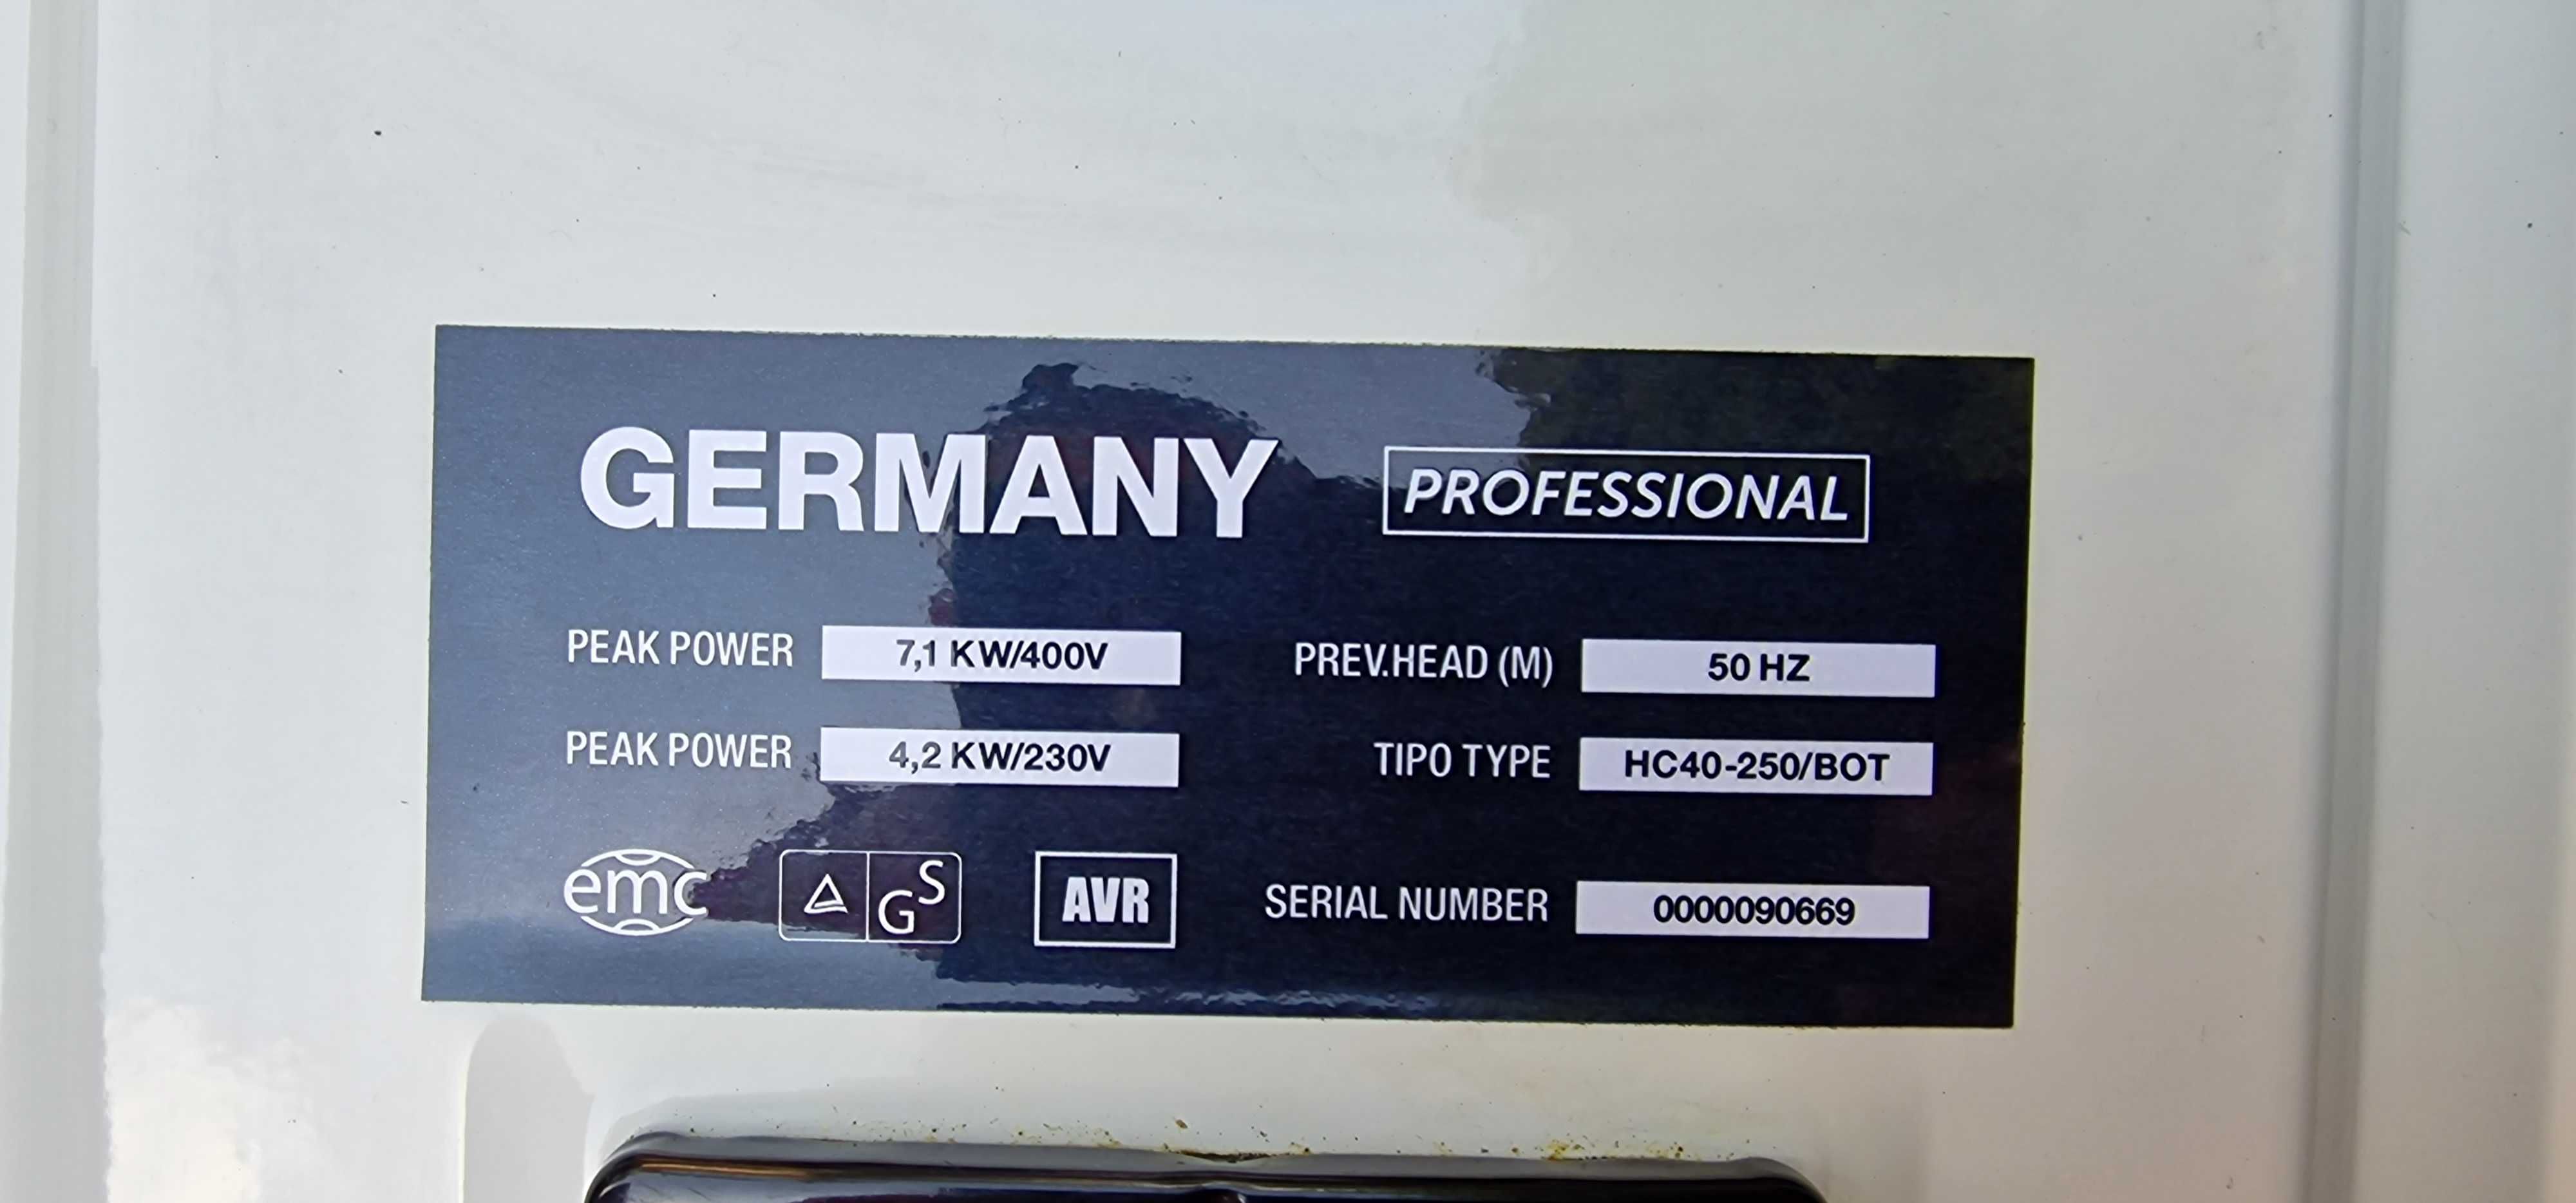 GERMANY PROFESSIONAL
PEAK POWER 7,1 KW/400V PREV.HEAD (M) 50 HZ
PEAK POWER 4,2 KW/230V TIPO TYPE HC40-250/BOT
emc GS AVR SERIAL NUMBER 0000090669